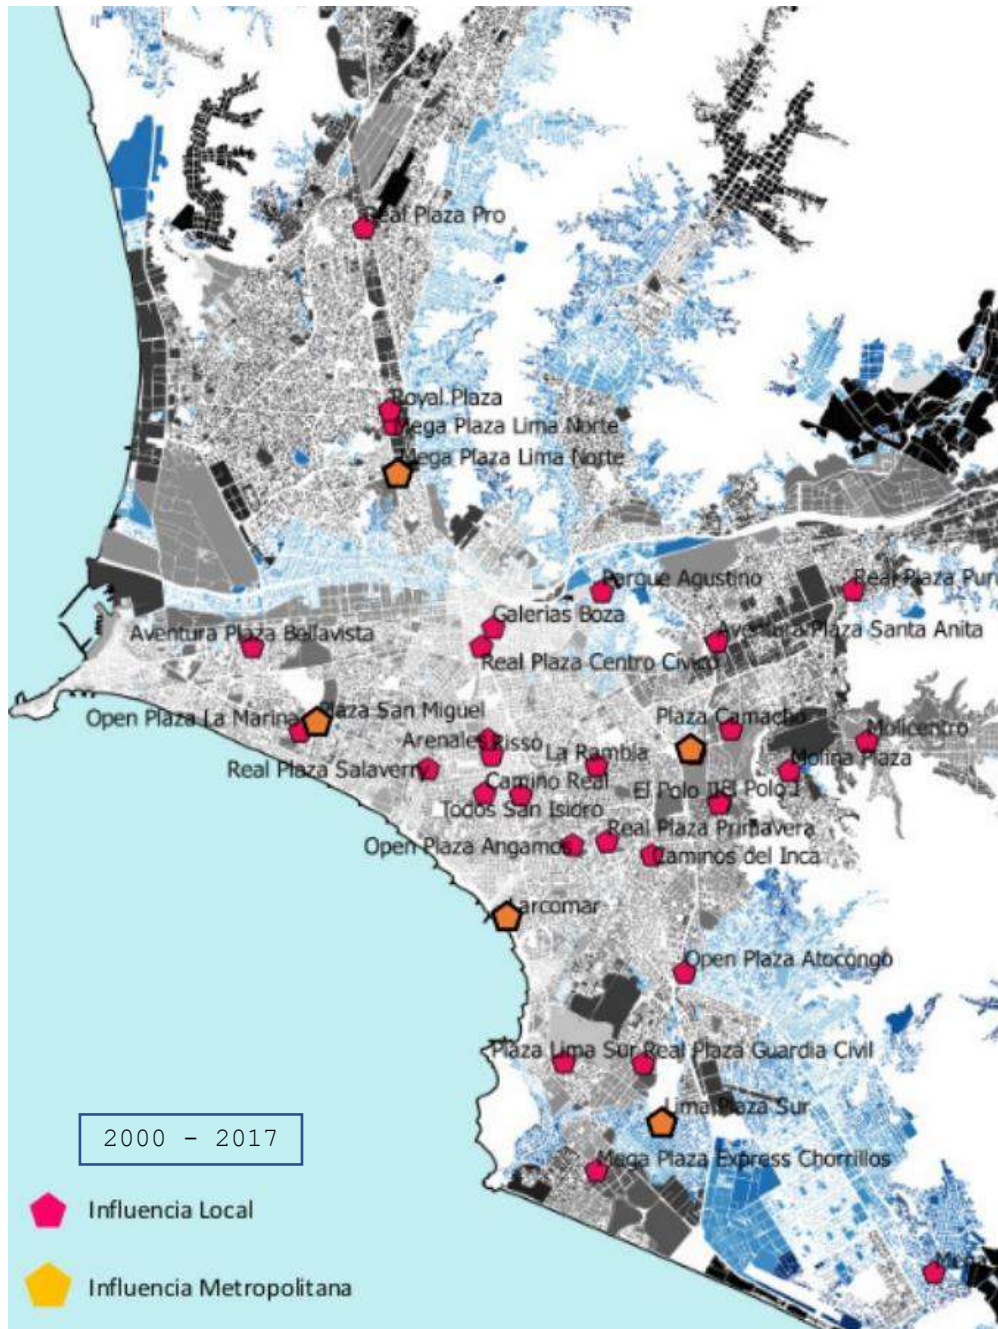 Real Plaza Pro
Royal Plaza
Mega Plaza Lima Norte
Mega Plaza Lima Norte
Parque Agustino
Real Plaza Puru
Galerias Boza
Aventura Plaza Santa Anita
Aventura Plaza Bellavista
Real Plaza Centro Civico
Plaza San Miguel
Open Plaza La Marina
Plaza Camacho
Molicentro
Arenales
Risso
La Rambla
Molina Plaza
Real Plaza Salaverry
Camino Real
El Polo II
El Polo I
Todos San Isidro
Real Plaza Primavera
Open Plaza Angamos
Caminos del Inca
Larcomar
Open Plaza Atocongo
Plaza Lima Sur
Real Plaza Guardia Civil
Lima Plaza Sur
2000 - 2017
Mega Plaza Express Chorrillos
Influencia Local
Influencia Metropolitana